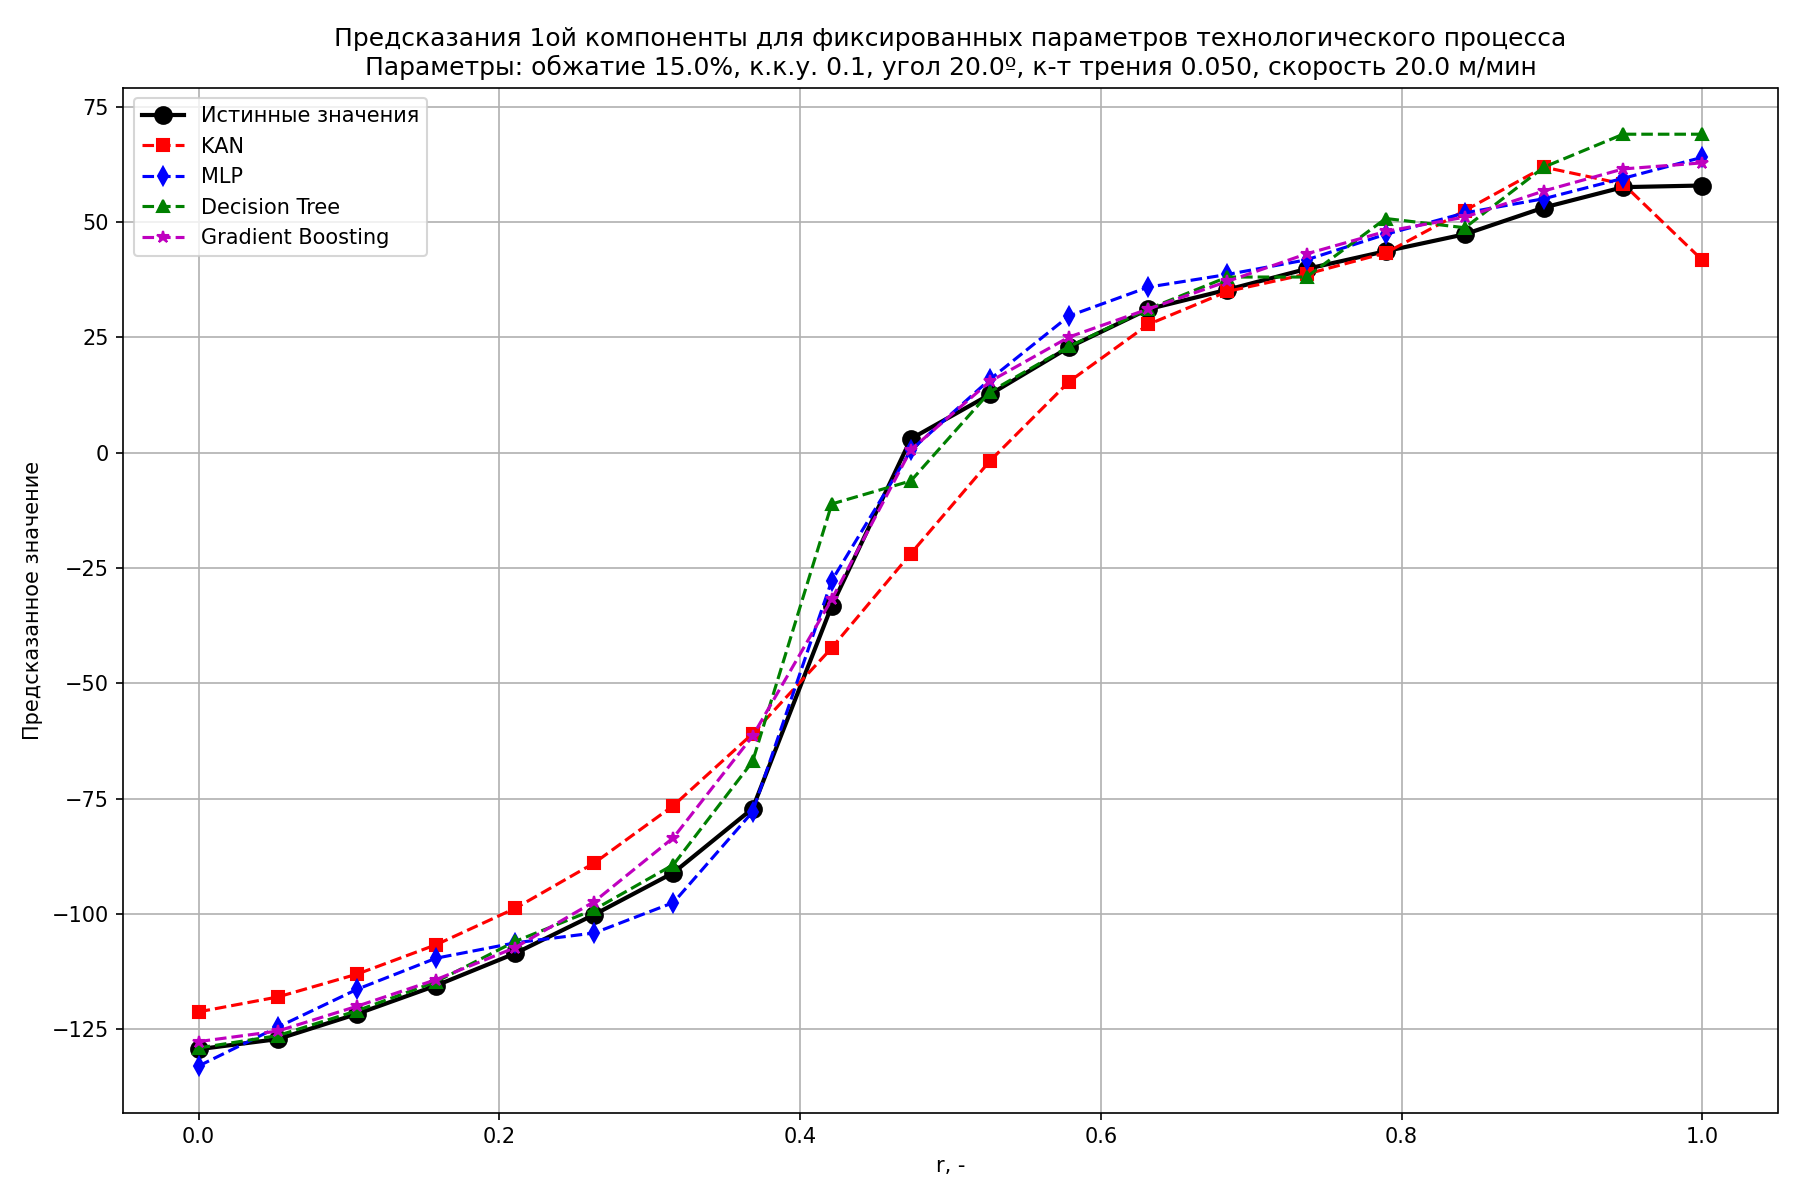 Предсказания 1ой компоненты для фиксированных параметров технологического процесса
Параметры: обжатие 15.0%, к.к.у. 0.1, угол 20.0º, к-т трения 0.050, скорость 20.0 м/мин
Истинные значения
KAN
MLP
Decision Tree
Gradient Boosting
Предсказанное значение
75
50
25
0
−25
−50
−75
−100
−125
0.0
0.2
0.4
0.6
0.8
1.0
r, -